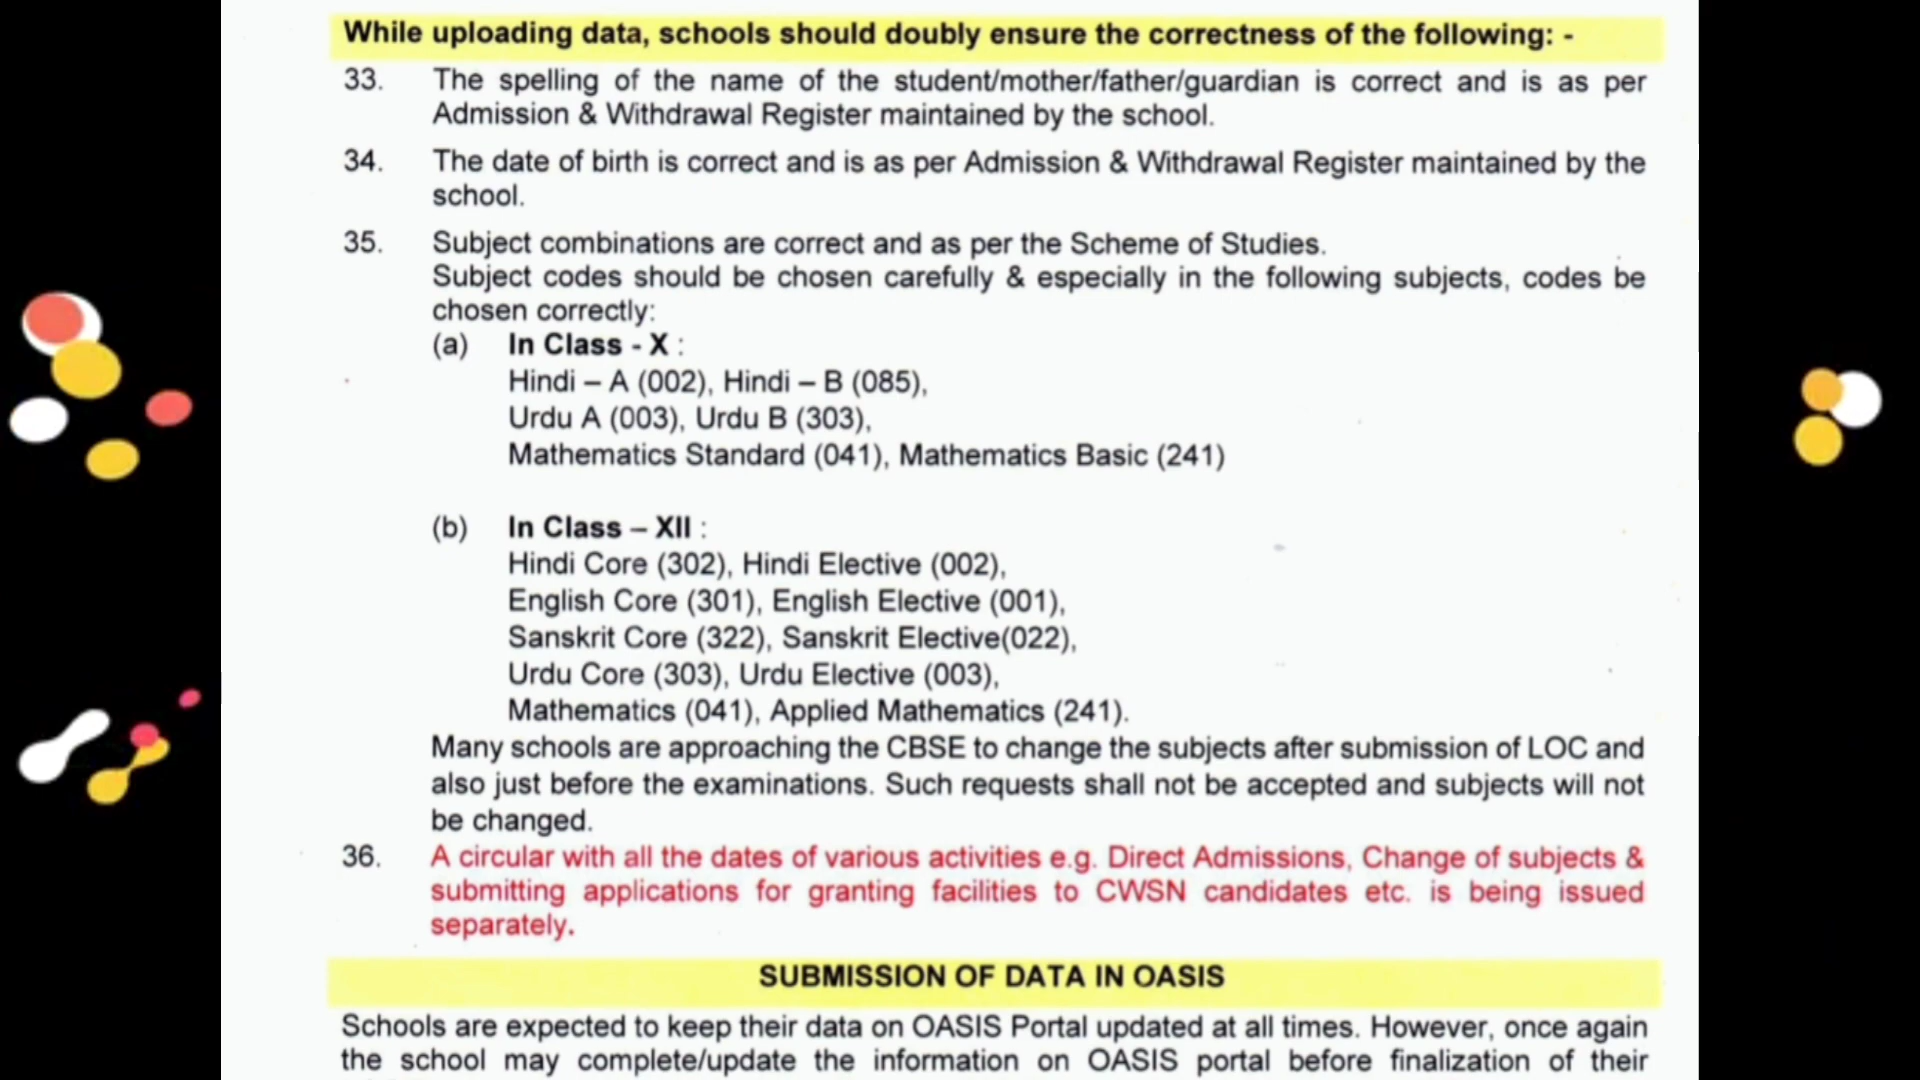 While uploading data, schools should doubly ensure the correctness of the following: -
33. The spelling of the name of the student/mother/father/guardian is correct and is as per
Admission & Withdrawal Register maintained by the school.
34. The date of birth is correct and is as per Admission & Withdrawal Register maintained by the
school.
35. Subject combinations are correct and as per the Scheme of Studies.
Subject codes should be chosen carefully & especially in the following subjects, codes be
chosen correctly:
(a) In Class - X :
Hindi – A (002), Hindi – B (085),
Urdu A (003), Urdu B (303),
Mathematics Standard (041), Mathematics Basic (241)
(b) In Class – XII :
Hindi Core (302), Hindi Elective (002),
English Core (301), English Elective (001),
Sanskrit Core (322), Sanskrit Elective(022),
Urdu Core (303), Urdu Elective (003),
Mathematics (041), Applied Mathematics (241).
Many schools are approaching the CBSE to change the subjects after submission of LOC and
also just before the examinations. Such requests shall not be accepted and subjects will not
be changed.
36. A circular with all the dates of various activities e.g. Direct Admissions, Change of subjects &
submitting applications for granting facilities to CWSN candidates etc. is being issued
separately.
SUBMISSION OF DATA IN OASIS
Schools are expected to keep their data on OASIS Portal updated at all times. However, once again
the school may complete/update the information on OASIS portal before finalization of their